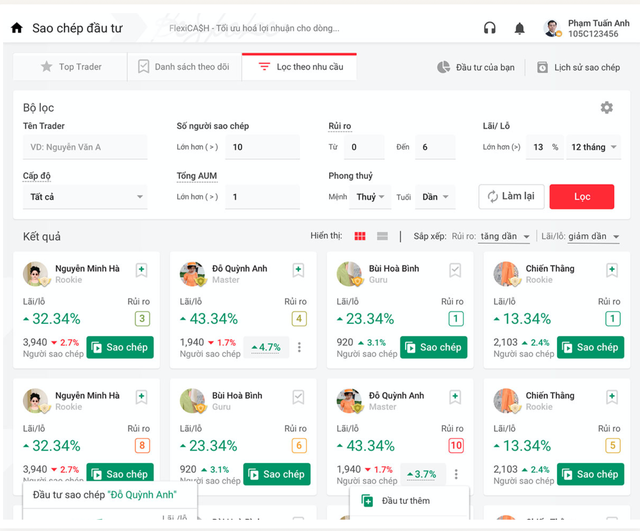 Sao chép đầu tư
FlexiCA$H - Tối ưu hoá lợi nhuận cho dòng...
Phạm Tuấn Anh
105C123456
Top Trader
Danh sách theo dõi
Lọc theo nhu cầu
Đầu tư của bạn
Lịch sử sao chép
Bộ lọc
Tên Trader
Số người sao chép
Rủi ro
Lãi/ Lỗ
VD: Nguyễn Văn A
Lớn hơn ( > ) 10
Từ 0 Đến 6
Lớn hơn (>) 13 % 12 tháng
Cấp độ
Tổng AUM
Phong thuỷ
Tất cả
Lớn hơn ( > ) 1
Mệnh Thuỷ Tuổi Dần
Làm lại
Lọc
Kết quả
Hiển thị:
Sắp xếp: Rủi ro: tăng dần Lãi/lỗ: giảm dần
Nguyễn Minh Hà
Rookie
Lãi/lỗ Rủi ro
32.34% 3
3,940 2.7%
Người sao chép
Sao chép
Đỗ Quỳnh Anh
Master
Lãi/lỗ Rủi ro
43.34% 4
1,940 1.7%
Người sao chép
4.7%
Bùi Hoà Bình
Guru
Lãi/lỗ Rủi ro
23.34% 1
920 3.1%
Người sao chép
Sao chép
Chiến Thắng
Rookie
Lãi/lỗ Rủi ro
13.34% 1
2,103 2.4%
Người sao chép
Sao chép
Nguyễn Minh Hà
Rookie
Lãi/lỗ Rủi ro
32.34% 8
3,940 2.7%
Sao chép
Bùi Hoà Bình
Guru
Lãi/lỗ Rủi ro
23.34% 6
920 3.1%
Người sao chép
Sao chép
Đỗ Quỳnh Anh
Master
Lãi/lỗ Rủi ro
43.34% 10
1,940 1.7%
Người sao chép
3.7%
Chiến Thắng
Rookie
Lãi/lỗ Rủi ro
13.34% 5
2,103 2.4%
Người sao chép
Sao chép
Đầu tư sao chép "Đỗ Quỳnh Anh"
Lãi /lỗ
Đầu tư thêm